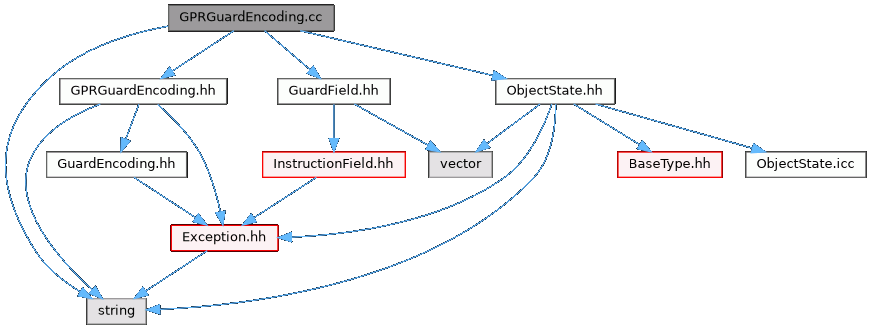 GPRGuardEncoding.cc
GPRGuardEncoding.hh
GuardField.hh
ObjectState.hh
GuardEncoding.hh
InstructionField.hh
vector
BaseType.hh
ObjectState.icc
Exception.hh
string